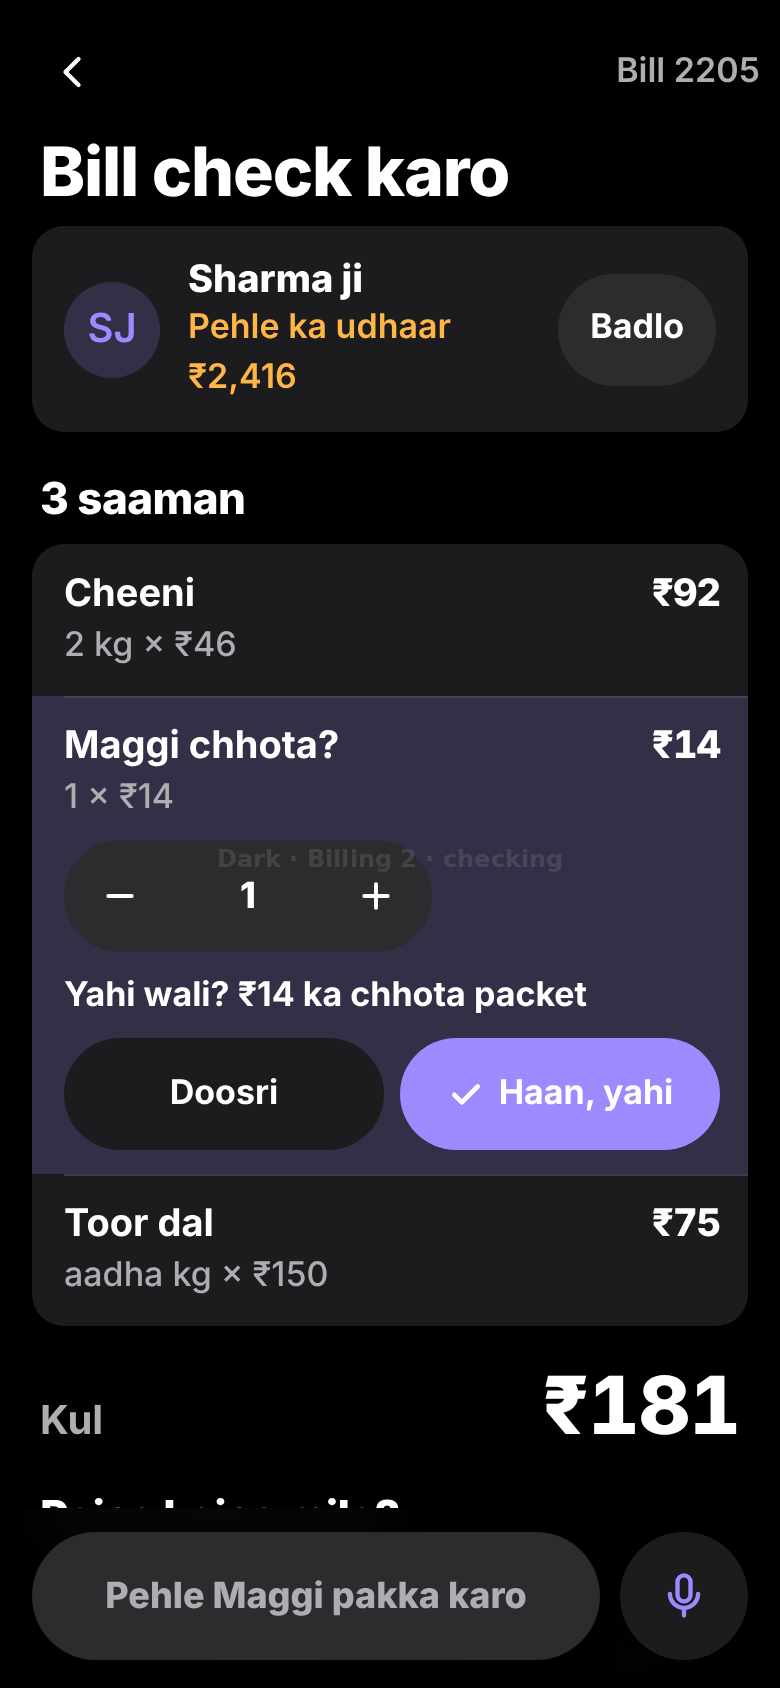 Bill 2205
Bill check karo
SJ
Sharma ji
Pehle ka udhaar
₹2,416
Badlo
3 saaman
Cheeni
₹92
2 kg × ₹46
Maggi chhota?
₹14
1 × ₹14
Dark · Billing 2 · checking
− 1 +
Yahi wali? ₹14 ka chhota packet
Doosri
Haan, yahi
Toor dal
₹75
aadha kg × ₹150
Kul
₹181
Pehle Maggi pakka karo